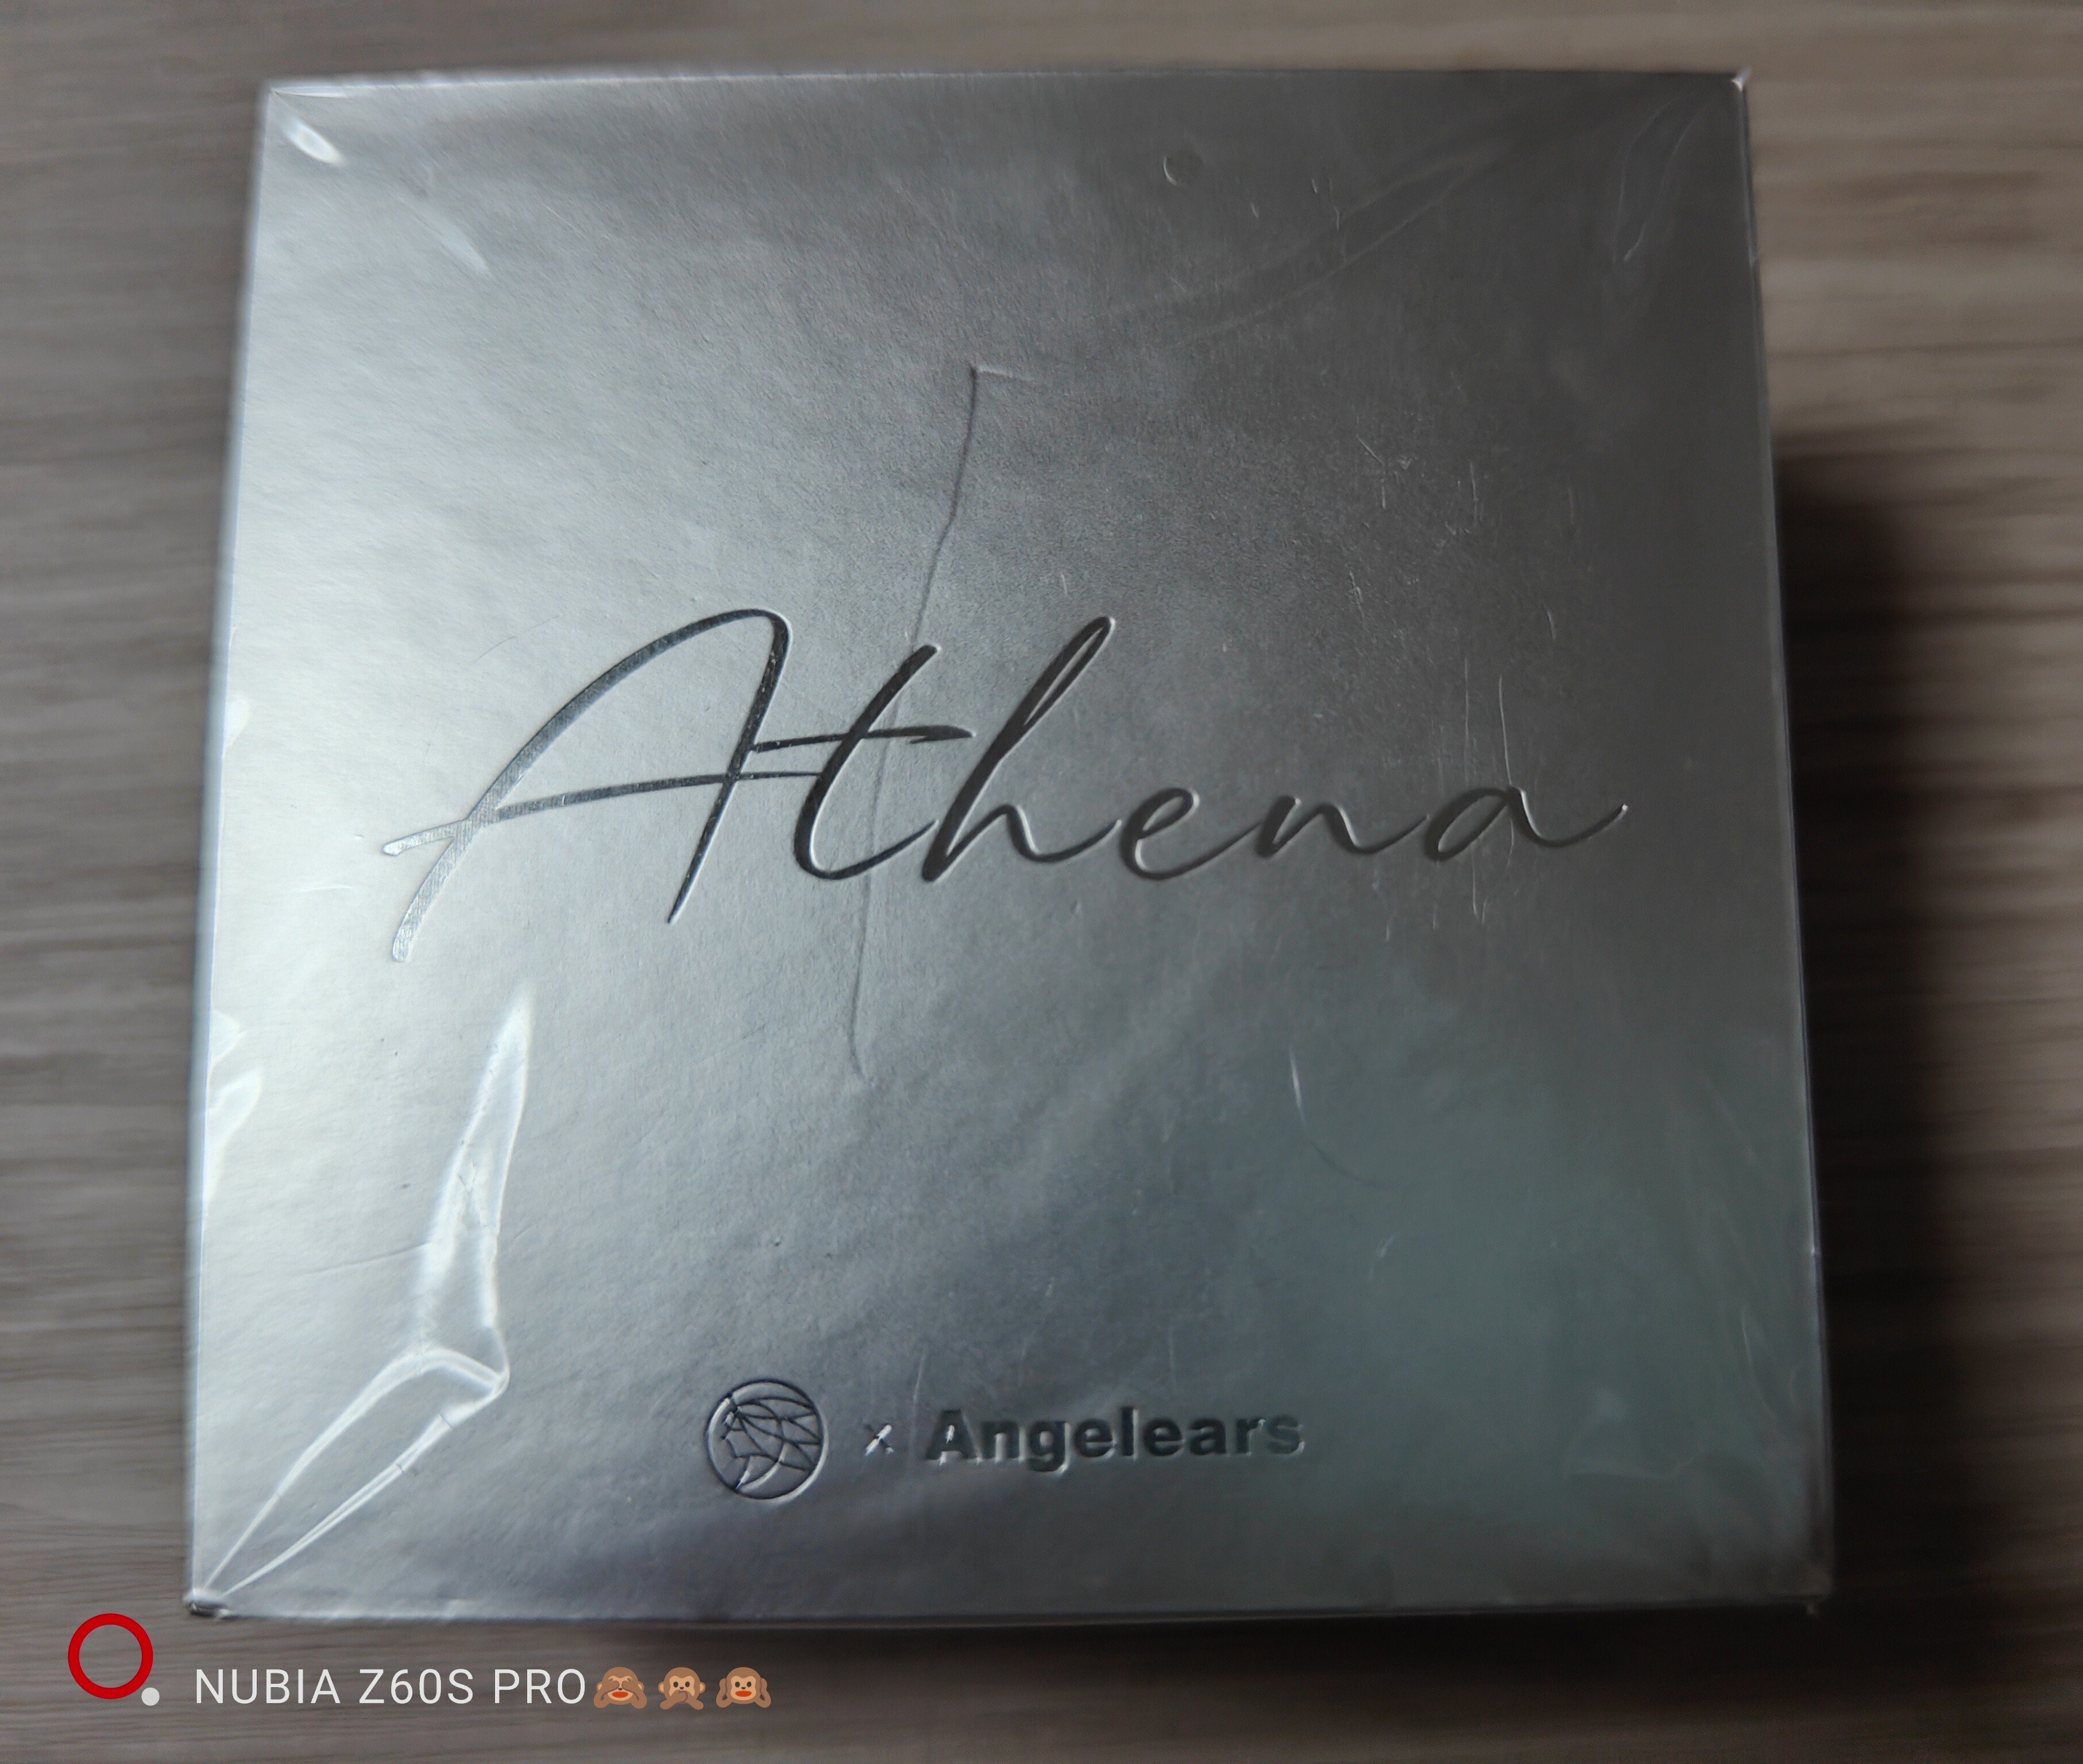 Athena
x Angelears
NUBIA Z60S PRO🙈🙊🙉